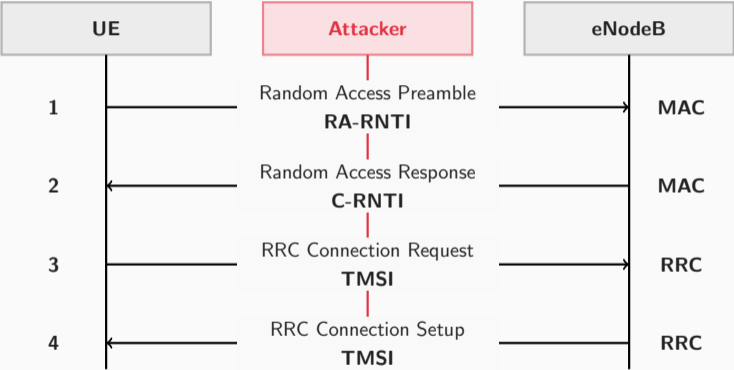 UE
Attacker
eNodeB
1
Random Access Preamble
RA-RNTI
MAC
2
Random Access Response
C-RNTI
MAC
3
RRC Connection Request
TMSI
RRC
4
RRC Connection Setup
TMSI
RRC